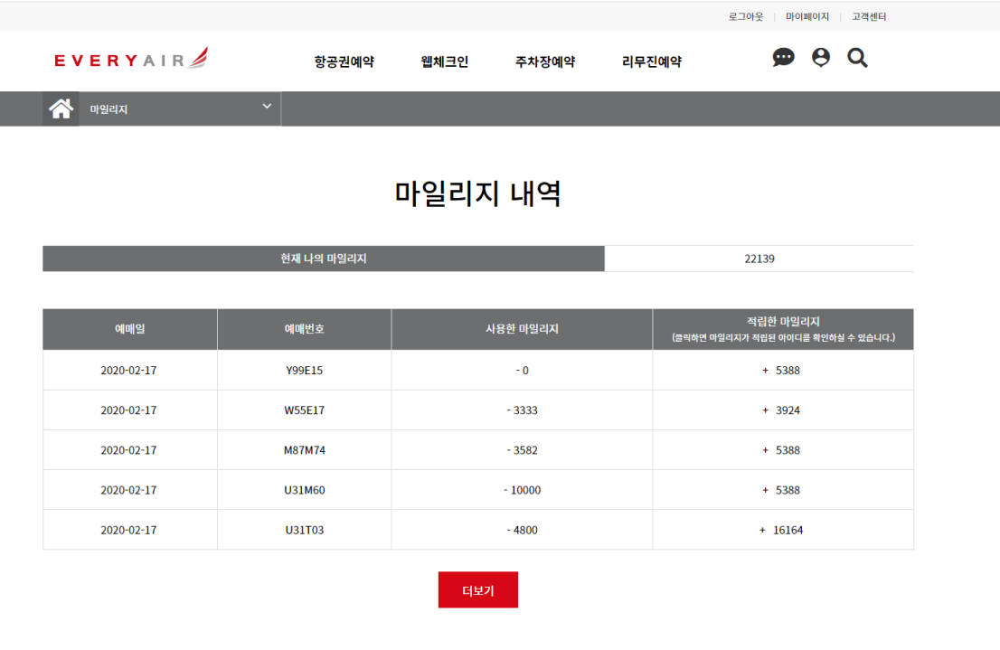 로그아웃 | 마이페이지 | 고객센터
EVERYAIR 항공권예약 웹체크인 주차장예약 리무진예약
마일리지
마일리지 내역
현재 나의 마일리지 22139
예매일 예매번호 사용한 마일리지 적립한 마일리지
(클릭하면 마일리지가 적립된 아이디를 확인하실 수 있습니다.)
2020-02-17 Y99E15 - 0 + 5388
2020-02-17 W55E17 - 3333 + 3924
2020-02-17 M87M74 - 3582 + 5388
2020-02-17 U31M60 - 10000 + 5388
2020-02-17 U31T03 - 4800 + 16164
더보기